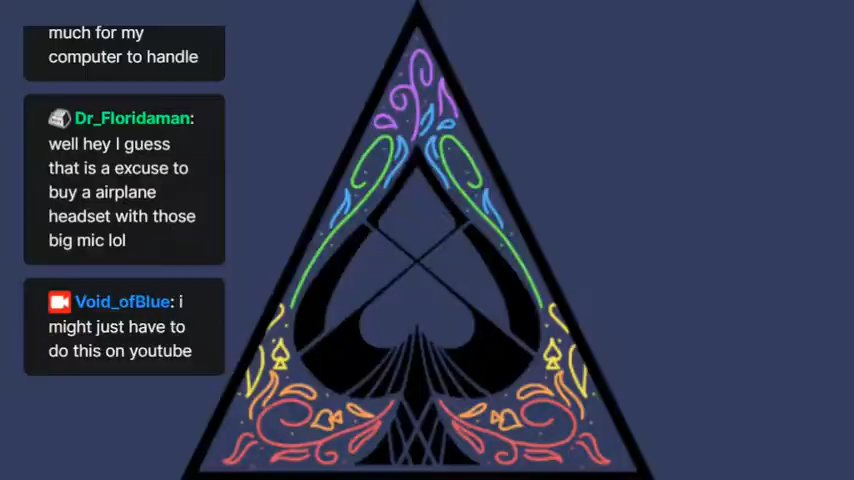 much for my
computer to handle
Dr_Floridaman:
well hey I guess
that is a excuse to
buy a airplane
headset with those
big mic lol
Void_ofBlue: i
might just have to
do this on youtube